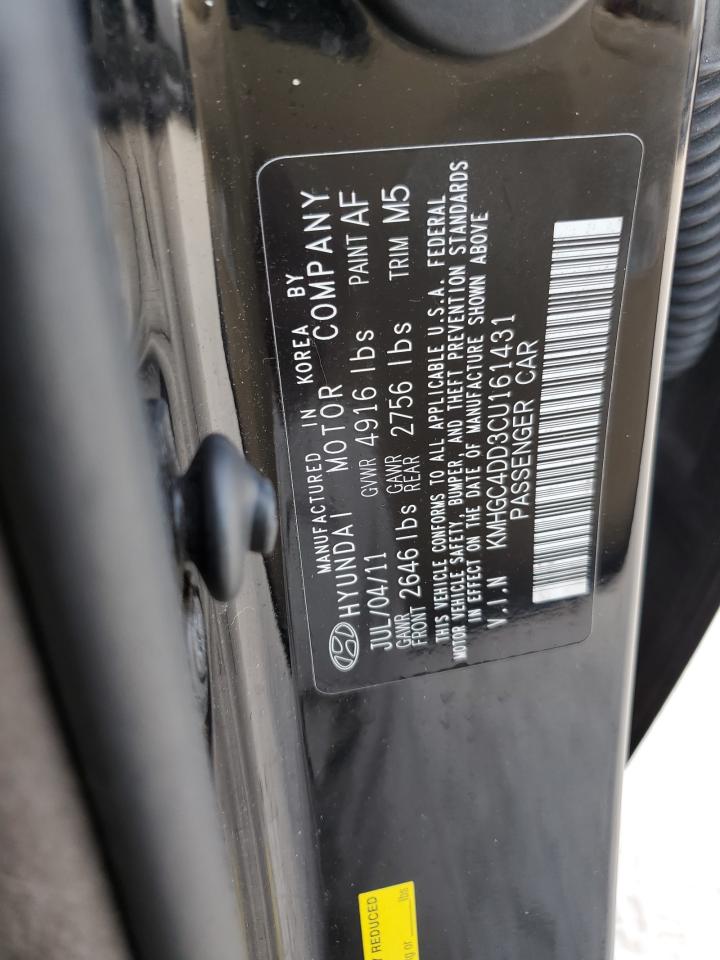 MANUFACTURED IN KOREA BY
HYUNDAI MOTOR COMPANY
JUL/04/11 GVWR 4916 lbs PAINT AF
GAWR FRONT 2646 lbs GAWR REAR 2756 lbs TRIM M5
THIS VEHICLE CONFORMS TO ALL APPLICABLE U.S.A. FEDERAL
MOTOR VEHICLE SAFETY, BUMPER, AND THEFT PREVENTION STANDARDS
IN EFFECT ON THE DATE OF MANUFACTURE SHOWN ABOVE
V.I.N KMHGC4DD3CU161431
PASSENGER CAR
REDUCED
or ____lbs